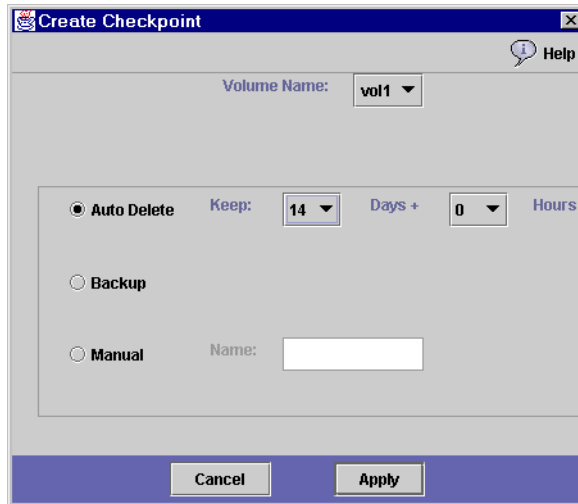 Create Checkpoint
Help
Volume Name: vol1
Auto Delete Keep: 14 Days + 0 Hours
Backup
Manual Name:
Cancel Apply